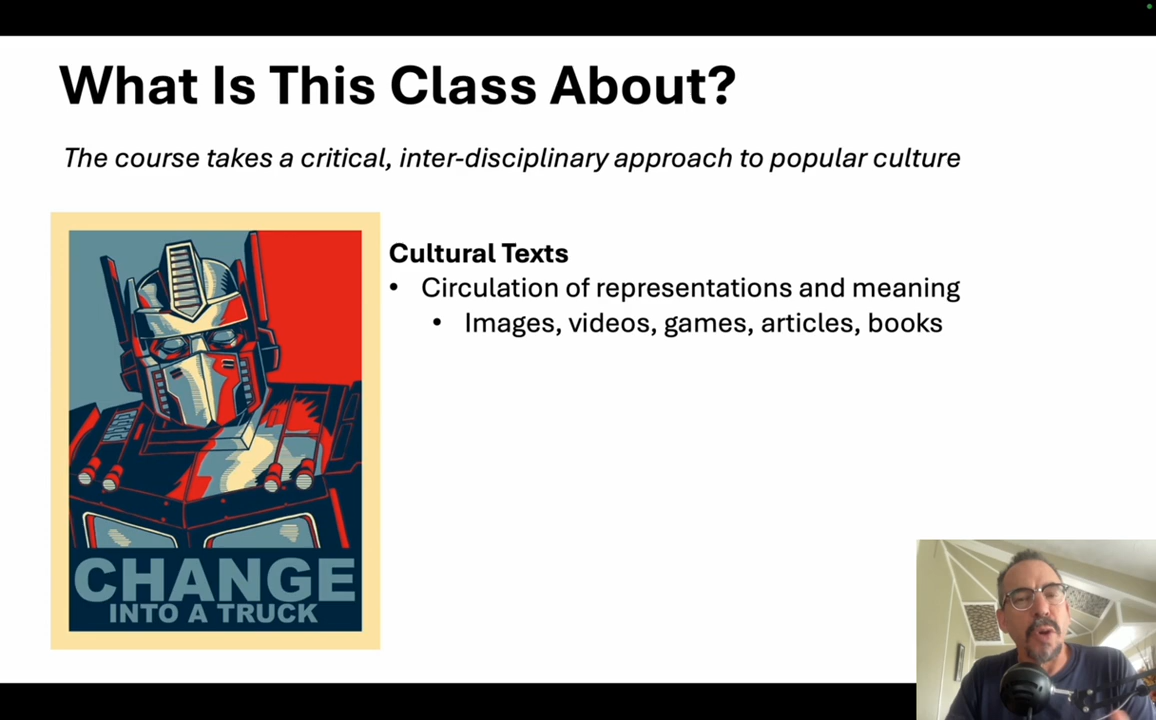 What Is This Class About?
The course takes a critical, inter-disciplinary approach to popular culture
Cultural Texts
• Circulation of representations and meaning
• Images, videos, games, articles, books
CHANGE
INTO A TRUCK